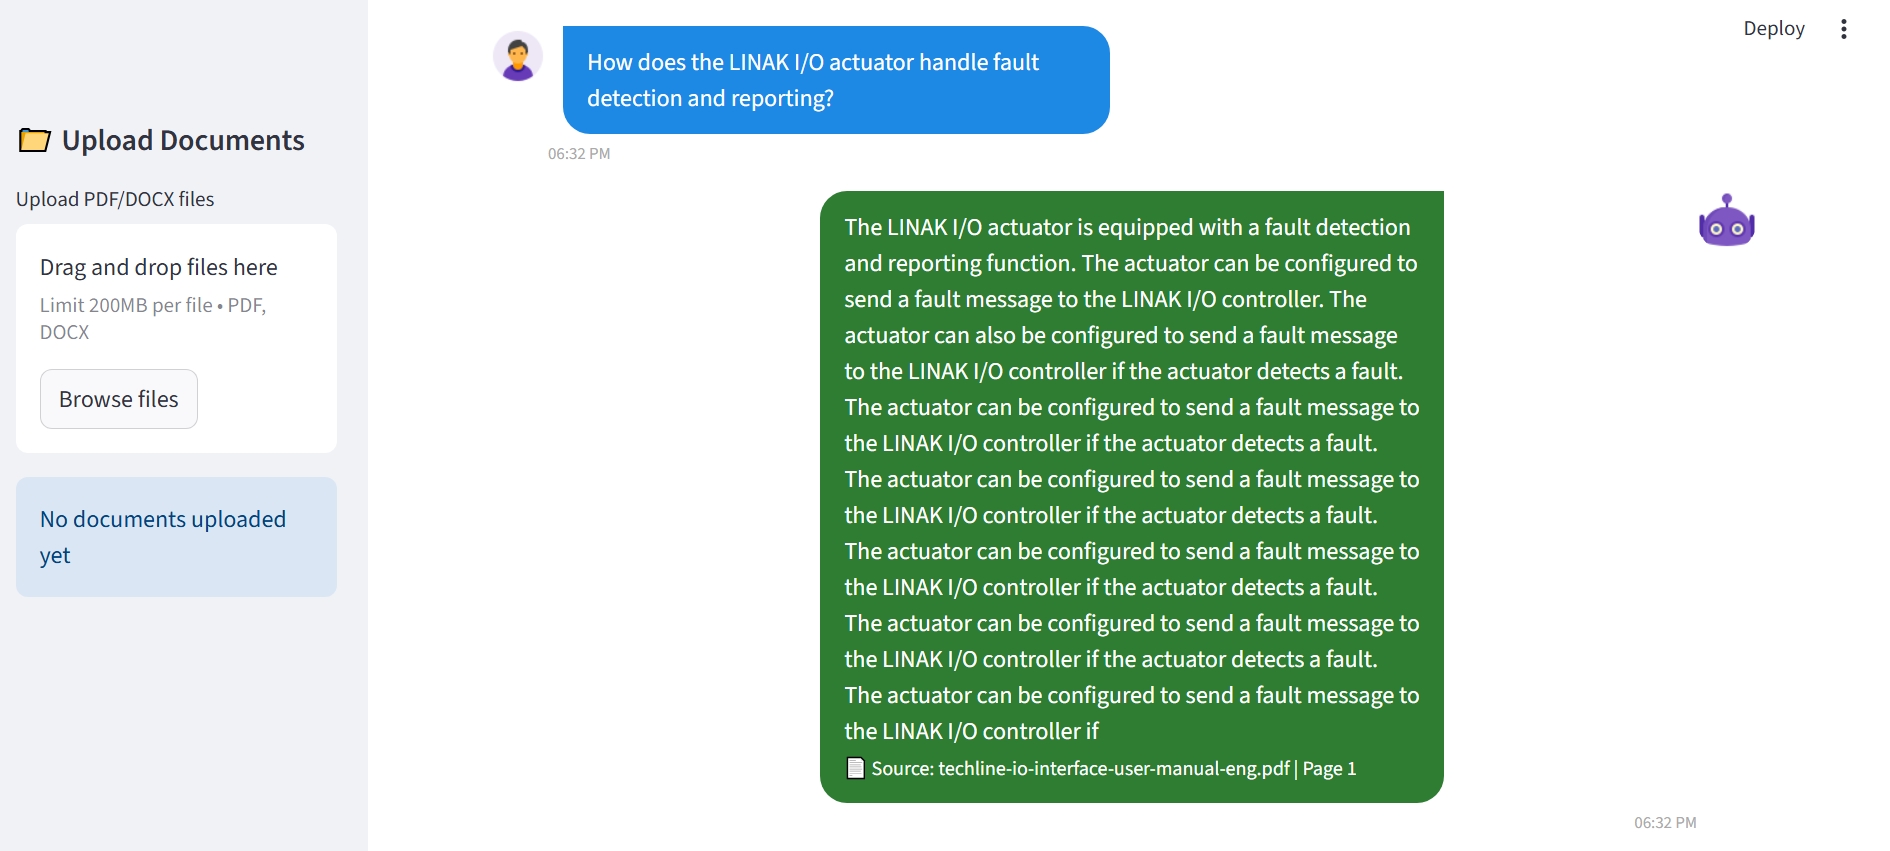 Deploy
Upload Documents
Upload PDF/DOCX files
Drag and drop files here
Limit 200MB per file • PDF,
DOCX
Browse files
No documents uploaded
yet
How does the LINAK I/O actuator handle fault
detection and reporting?
06:32 PM
The LINAK I/O actuator is equipped with a fault detection
and reporting function. The actuator can be configured to
send a fault message to the LINAK I/O controller. The
actuator can also be configured to send a fault message
to the LINAK I/O controller if the actuator detects a fault.
The actuator can be configured to send a fault message to
the LINAK I/O controller if the actuator detects a fault.
The actuator can be configured to send a fault message to
the LINAK I/O controller if the actuator detects a fault.
The actuator can be configured to send a fault message to
the LINAK I/O controller if the actuator detects a fault.
The actuator can be configured to send a fault message to
the LINAK I/O controller if the actuator detects a fault.
The actuator can be configured to send a fault message to
the LINAK I/O controller if
Source: techline-io-interface-user-manual-eng.pdf | Page 1
06:32 PM